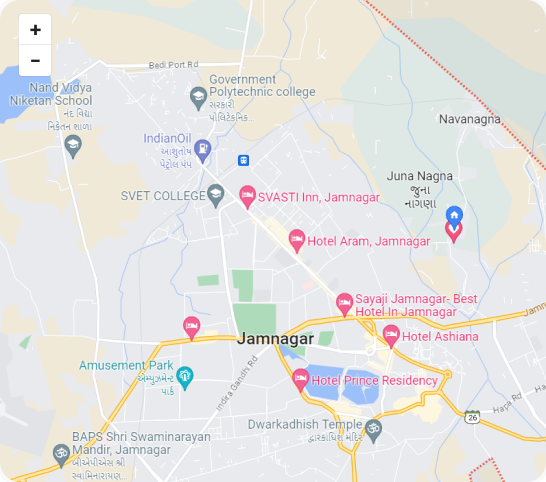 +
−
Bedi Port Rd
Government
Polytechnic college
સરકારી
પોલિટેકનિક...
Nand Vidya
Niketan School
નંદ વિદ્યા
નિકેતન શાળા
Navanagna
IndianOil
આશુતોષ
પેટ્રોલ પંપ
Juna Nagna
જુના
નાગણા
SVET COLLEGE
SVASTI Inn, Jamnagar
Hotel Aram, Jamnagar
Sayaji Jamnagar- Best
Hotel In Jamnagar
Jamn
Jamnagar
Hotel Ashiana
Amusement Park
એમ્યુઝમેન્ટ
પાર્ક
Indira Gandhi Rd
Hotel Prince Residency
Ha
Hapa Rd
26
Dwarkadhish Temple
દ્વારકાધિશ મંદિર
BAPS Shri Swaminarayan
Mandir, Jamnagar
બીએપીએસ શ્રી
સ્વામિનારાયણ